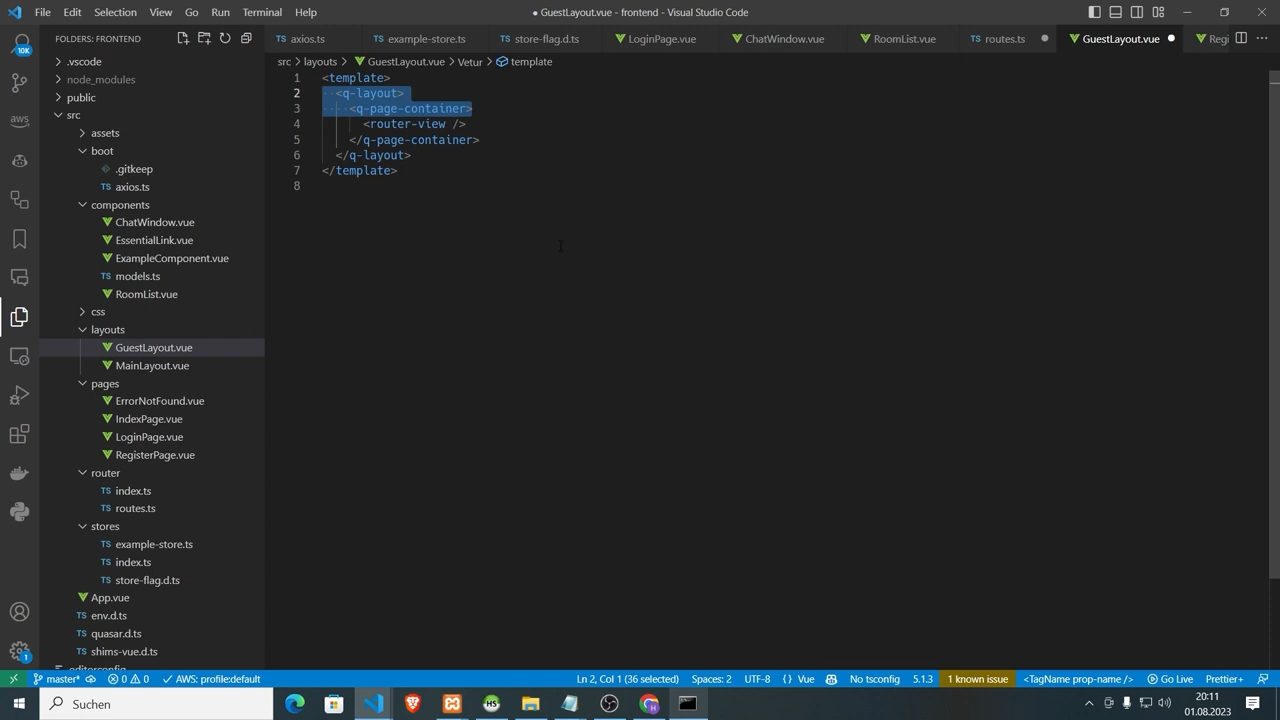 File Edit Selection View Go Run Terminal Help
● GuestLayout.vue - frontend - Visual Studio Code
FOLDERS: FRONTEND
axios.ts example-store.ts store-flag.d.ts LoginPage.vue ChatWindow.vue RoomList.vue routes.ts GuestLayout.vue Regi
src > layouts > GuestLayout.vue > Vetur > template
10K
.vscode
node_modules
public
src
assets
boot
.gitkeep
axios.ts
components
ChatWindow.vue
EssentialLink.vue
ExampleComponent.vue
models.ts
RoomList.vue
css
layouts
GuestLayout.vue
MainLayout.vue
pages
ErrorNotFound.vue
IndexPage.vue
LoginPage.vue
RegisterPage.vue
router
index.ts
routes.ts
stores
example-store.ts
index.ts
store-flag.d.ts
App.vue
env.d.ts
quasar.d.ts
shims-vue.d.ts
.editorconfig
aws
1 <template>
2 <q-layout>
3 <q-page-container>
4 <router-view />
5 </q-page-container>
6 </q-layout>
7 </template>
8
1
master* 0 0 AWS: profile:default Ln 2, Col 1 (36 selected) Spaces: 2 UTF-8 {} Vue No tsconfig 5.1.3 1 known issue <TagName prop-name /> Go Live Prettier+
Suchen
HS
20:11
01.08.2023